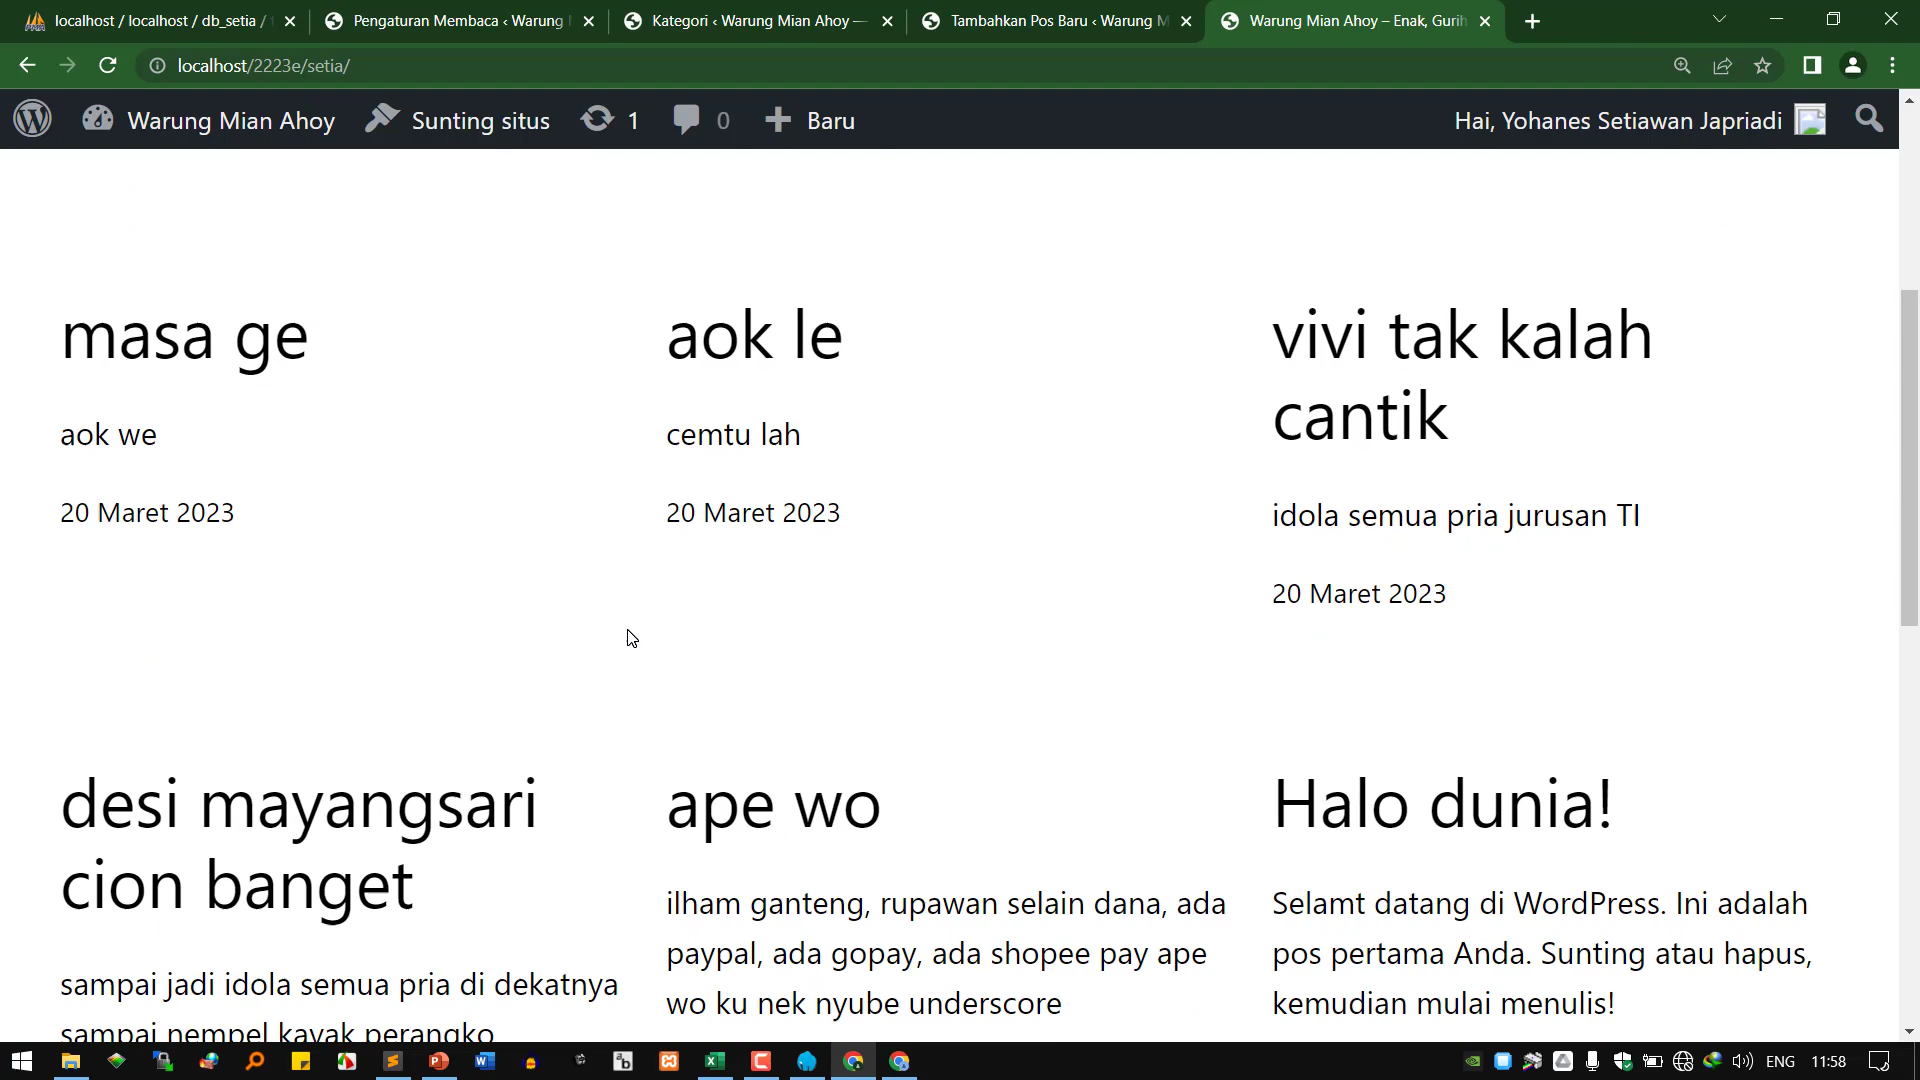 localhost / localhost / db_setia /
Pengaturan Membaca ‹ Warung
Kategori ‹ Warung Mian Ahoy —
Tambahkan Pos Baru ‹ Warung M
Warung Mian Ahoy – Enak, Gurih
localhost/2223e/setia/
Warung Mian Ahoy
Sunting situs
1
0
Baru
Hai, Yohanes Setiawan Japriadi
masa ge
aok we
20 Maret 2023
aok le
cemtu lah
20 Maret 2023
vivi tak kalah
cantik
idola semua pria jurusan TI
20 Maret 2023
desi mayangsari
cion banget
sampai jadi idola semua pria di dekatnya
sampai nempel kayak perangko
ape wo
ilham ganteng, rupawan selain dana, ada
paypal, ada gopay, ada shopee pay ape
wo ku nek nyube underscore
Halo dunia!
Selamt datang di WordPress. Ini adalah
pos pertama Anda. Sunting atau hapus,
kemudian mulai menulis!
ENG
11:58